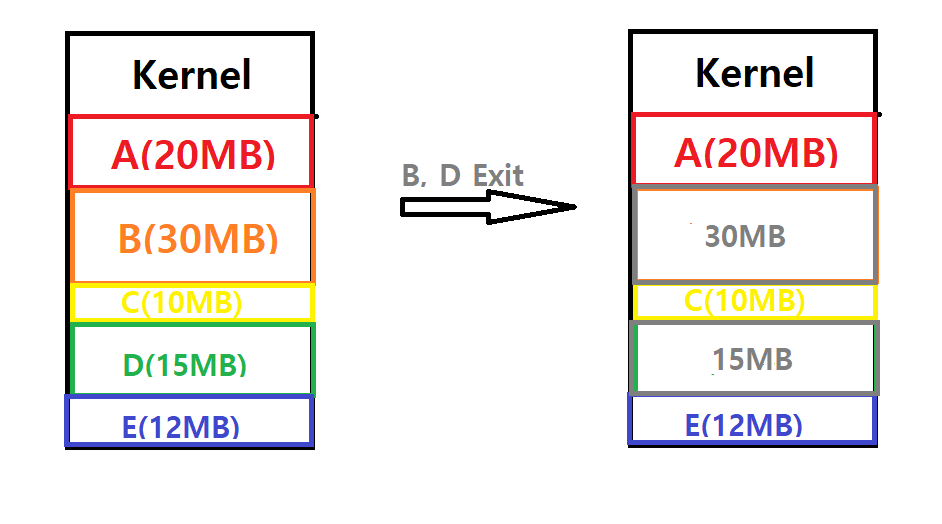 Kernel
A(20MB)
B(30MB)
C(10MB)
D(15MB)
E(12MB)
B, D Exit
Kernel
A(20MB)
30MB
C(10MB)
15MB
E(12MB)